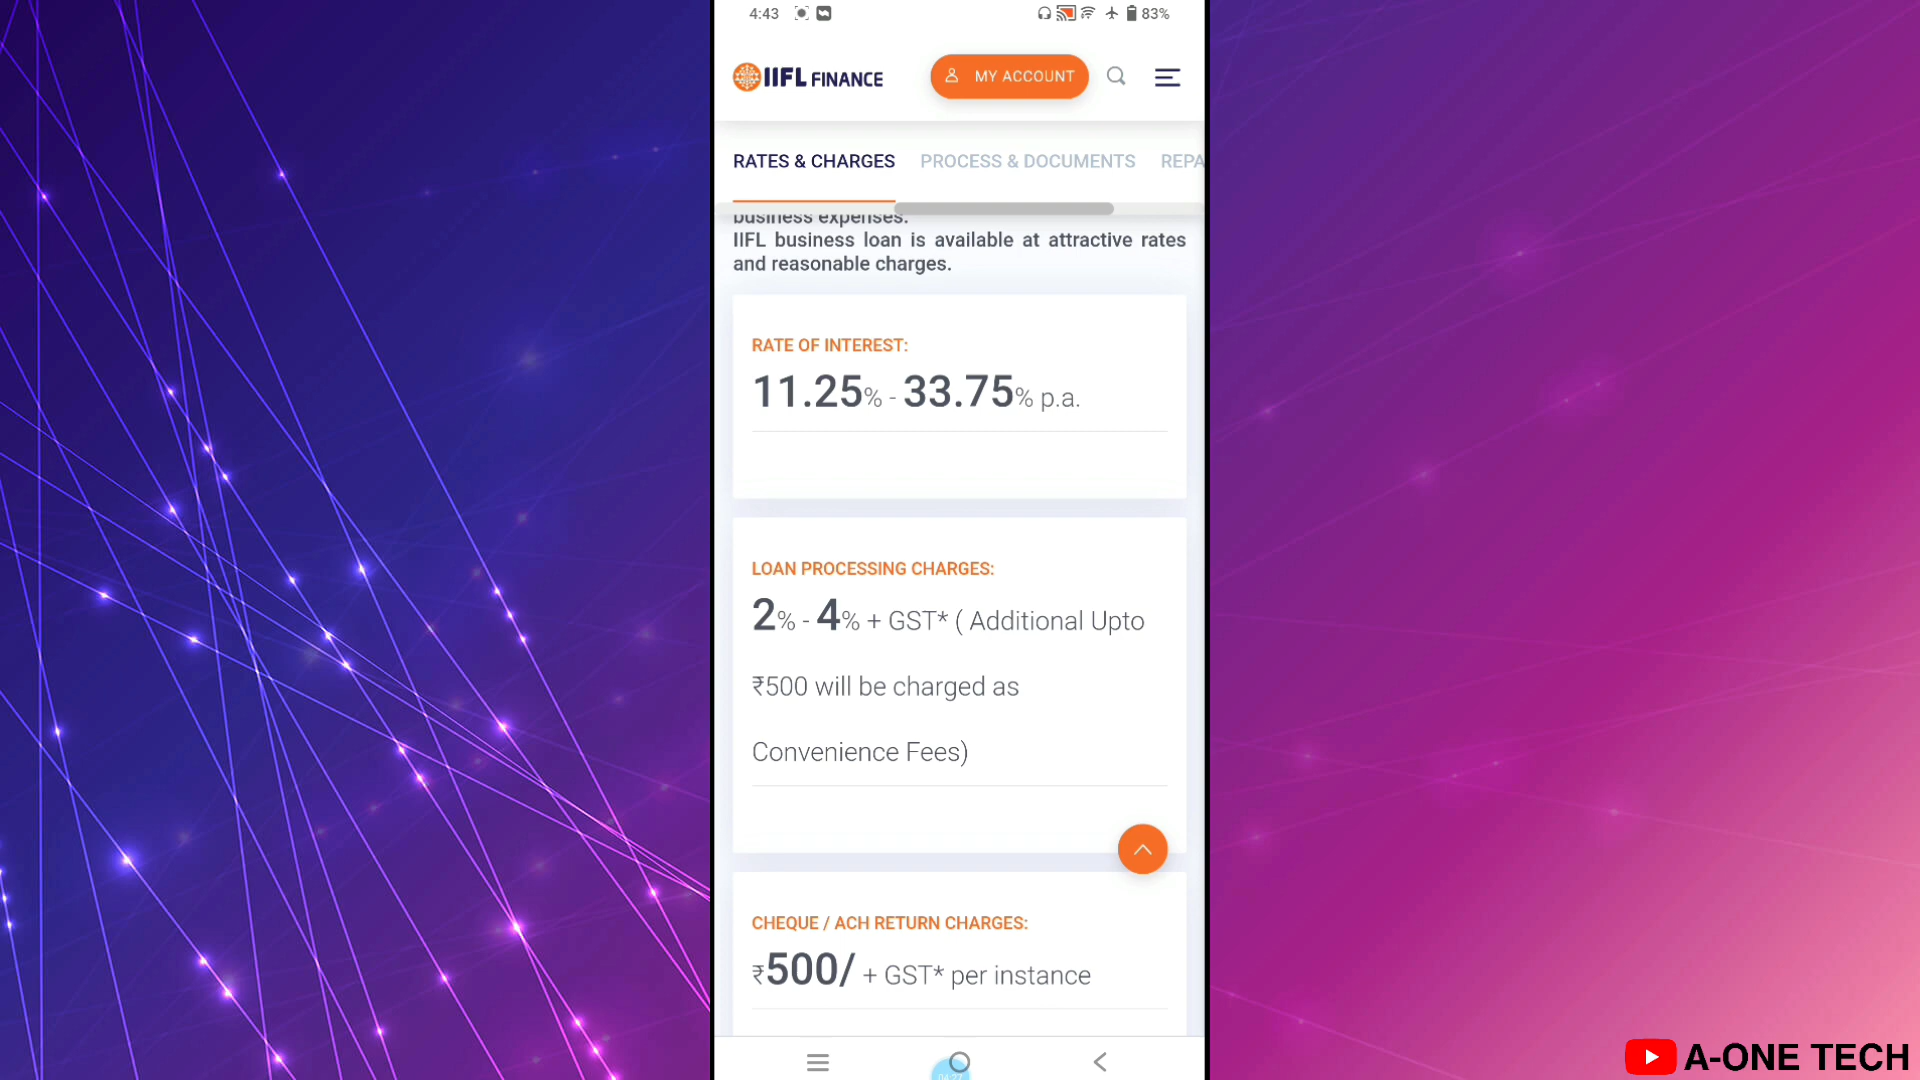 4:43
83%
IIFL FINANCE
MY ACCOUNT
RATES & CHARGES
PROCESS & DOCUMENTS
REPA
business expenses.
IIFL business loan is available at attractive rates
and reasonable charges.
RATE OF INTEREST:
11.25% - 33.75% p.a.
LOAN PROCESSING CHARGES:
2% - 4% + GST* ( Additional Upto
₹500 will be charged as
Convenience Fees)
CHEQUE / ACH RETURN CHARGES:
₹500/ + GST* per instance
04:27
A-ONE TECH